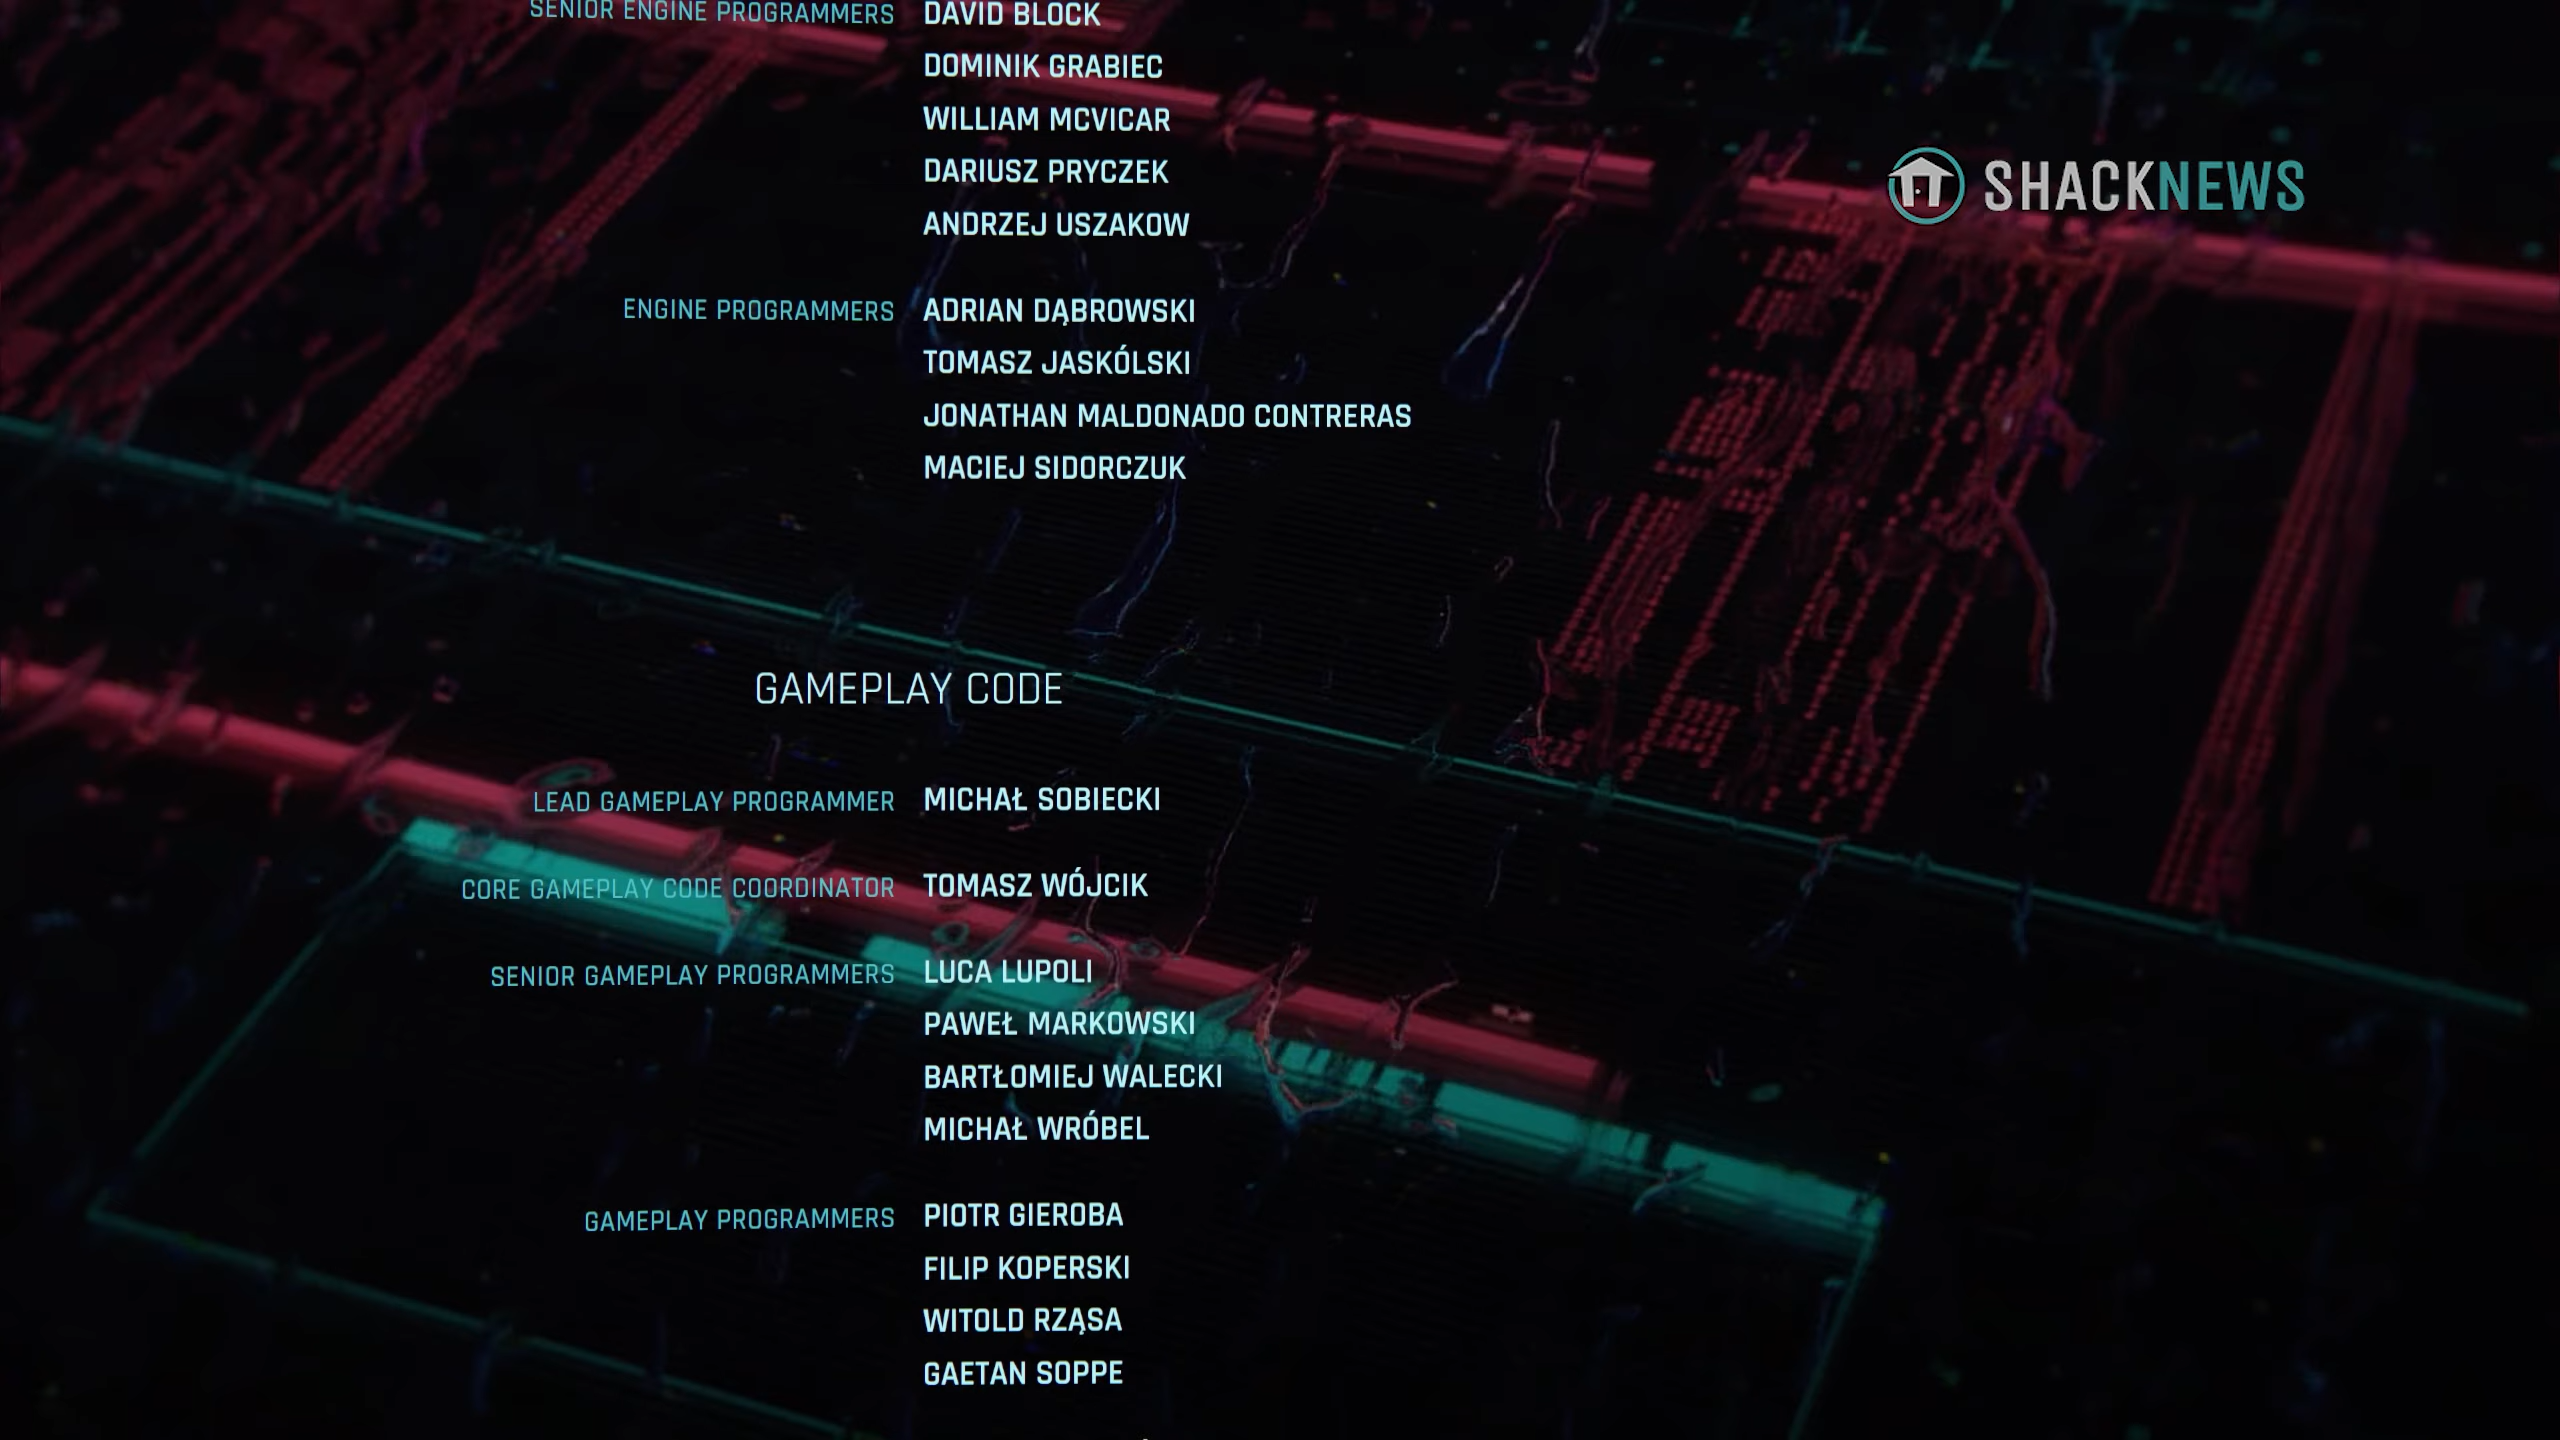 SENIOR ENGINE PROGRAMMERS DAVID BLOCK
DOMINIK GRABIEC
WILLIAM MCVICAR
DARIUSZ PRYCZEK
SHACKNEWS
ANDRZEJ USZAKOW
ENGINE PROGRAMMERS ADRIAN DĄBROWSKI
TOMASZ JASKÓLSKI
JONATHAN MALDONADO CONTRERAS
MACIEJ SIDORCZUK
GAMEPLAY CODE
LEAD GAMEPLAY PROGRAMMER MICHAŁ SOBIECKI
CORE GAMEPLAY CODE COORDINATOR TOMASZ WÓJCIK
SENIOR GAMEPLAY PROGRAMMERS LUCA LUPOLI
PAWEŁ MARKOWSKI
BARTŁOMIEJ WALECKI
MICHAŁ WRÓBEL
GAMEPLAY PROGRAMMERS PIOTR GIEROBA
FILIP KOPERSKI
WITOLD RZĄSA
GAETAN SOPPE